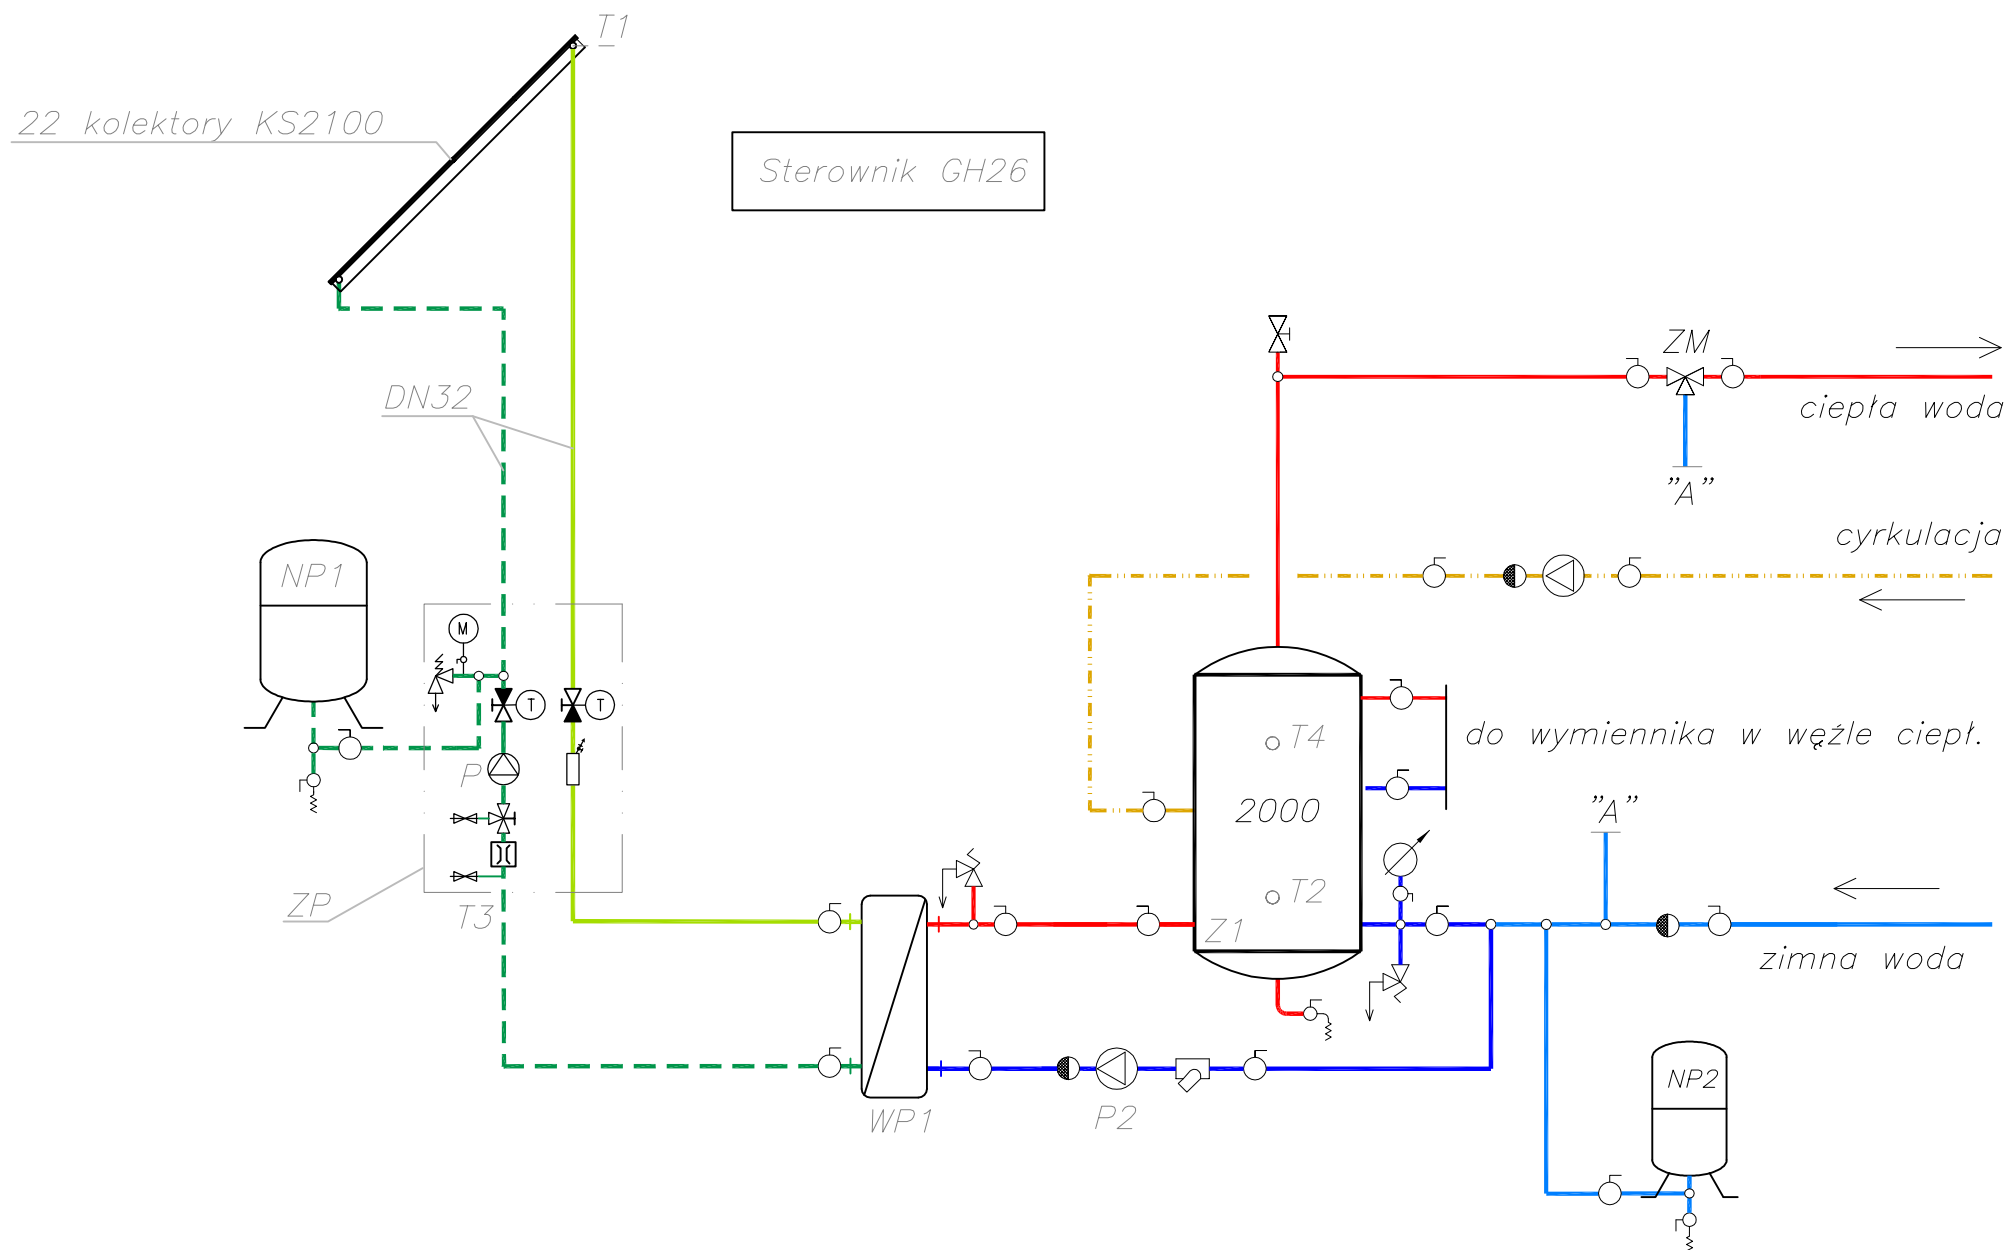 T1
22 kolektory KS2100
Sterownik GH26
ZM
DN32
ciepła woda
"A"
cyrkulacja
NP1
M
T
T
do wymiennika w węźle ciepł.
T4
P
2000
"A"
T2
ZP
T3
Z1
zimna woda
NP2
WP1
P2